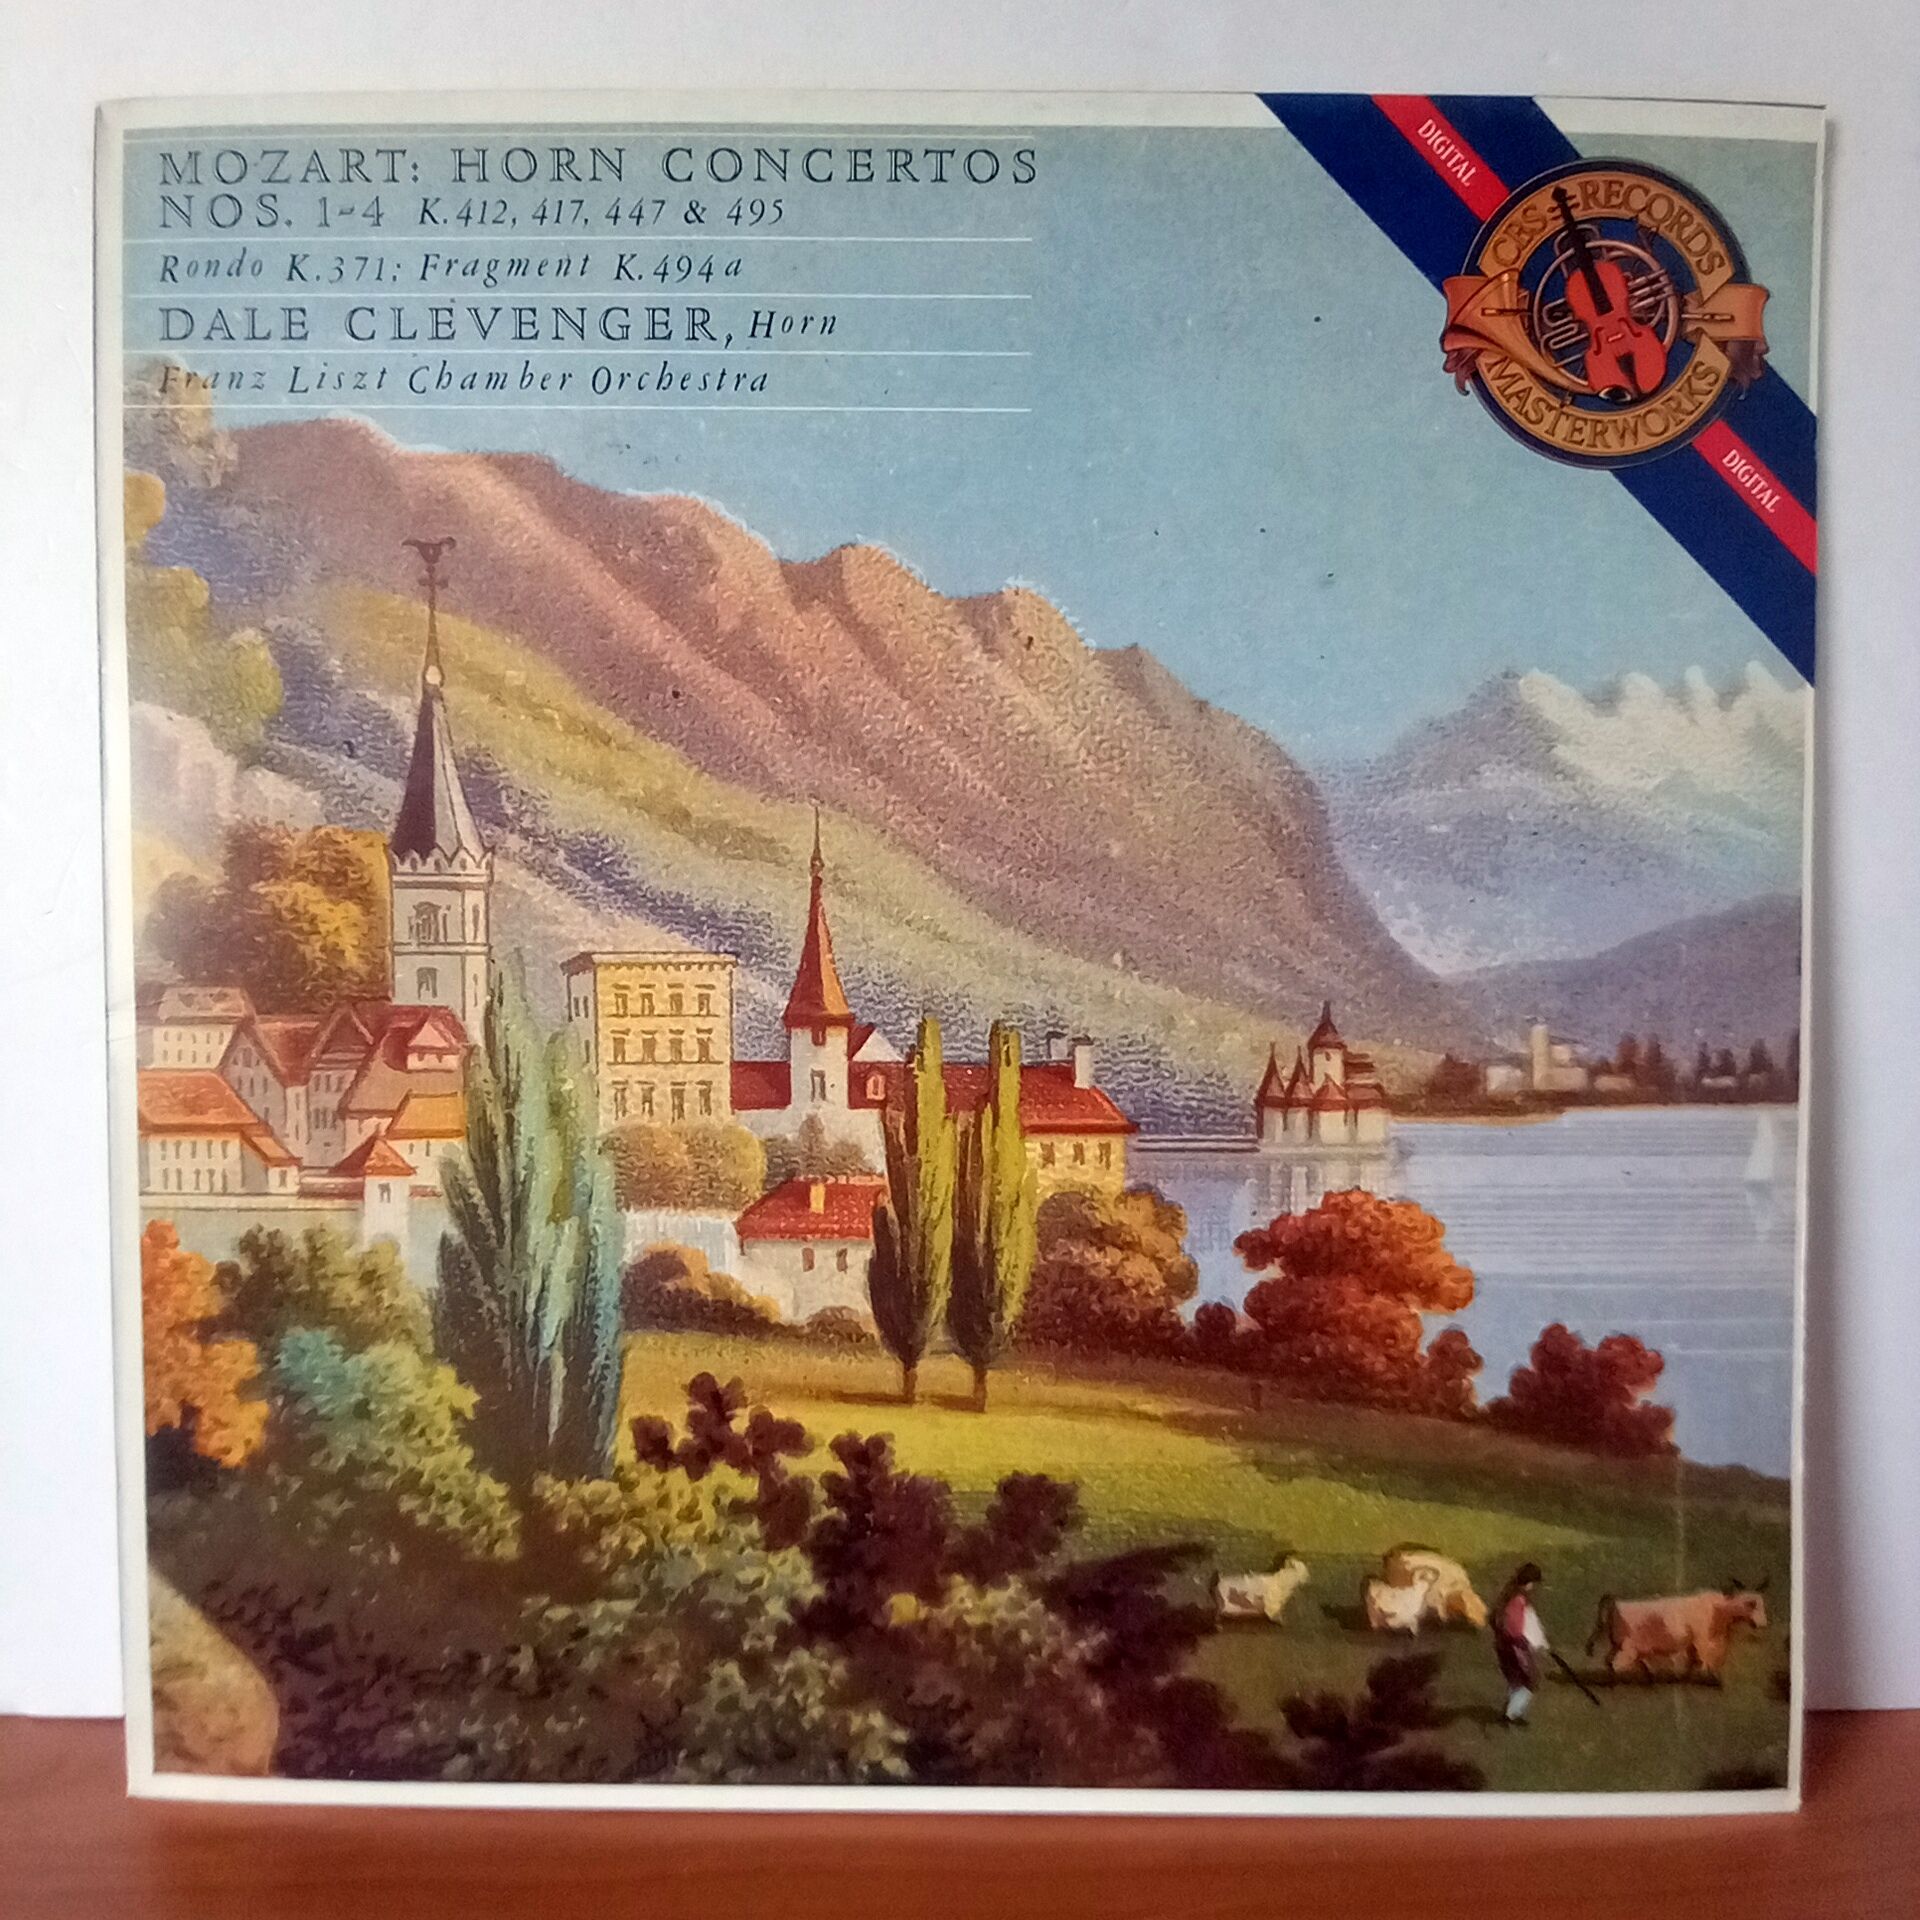 MOZART: HORN CONCERTOS
NOS. 1-4 K.412, 417, 447 & 495
Rondo K.371; Fragment K.494a
DALE CLEVENGER, Horn
Franz Liszt Chamber Orchestra
DIGITAL
CBS RECORDS
MASTERWORKS
DIGITAL